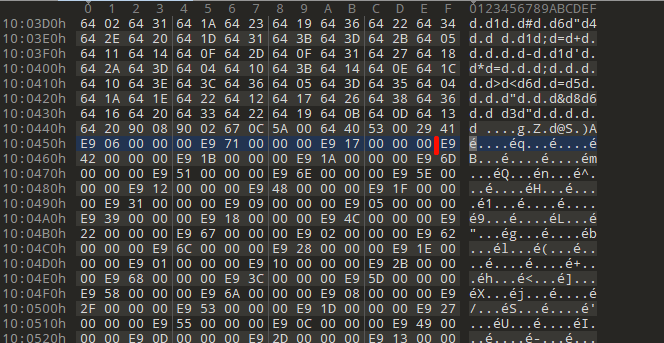 0 1 2 3 4 5 6 7 8 9 A B C D E F 0123456789ABCDEF
10:03D0h 64 02 64 31 64 1A 64 23 64 19 64 36 64 22 64 34 d.d1d.d#d.d6d"d4
10:03E0h 64 2E 64 20 64 1D 64 31 64 3B 64 3D 64 2B 64 05 d.d d.d1d;d=d+d.
10:03F0h 64 11 64 14 64 0F 64 2D 64 0F 64 31 64 27 64 18 d.d.d.d-d.d1d'd.
10:0400h 64 2A 64 3D 64 04 64 10 64 3B 64 14 64 0E 64 1C d*d=d.d.d;d.d.d.
10:0410h 64 10 64 3E 64 3C 64 36 64 05 64 3D 64 35 64 04 d.d>d<d6d.d=d5d.
10:0420h 64 1A 64 1E 64 22 64 12 64 17 64 26 64 38 64 36 d.d.d"d.d.d&d8d6
10:0430h 64 16 64 20 64 33 64 22 64 19 64 0B 64 0D 64 13 d.d d3d"d.d.d.d.
10:0440h 64 20 90 08 90 02 67 0C 5A 00 64 40 53 00 29 41 d ....g.Z.d@S.)A
10:0450h E9 06 00 00 00 E9 71 00 00 00 E9 17 00 00 00 E9 é....éq...é....é
10:0460h 42 00 00 00 E9 1B 00 00 00 E9 1A 00 00 00 E9 6D B...é....é....ém
10:0470h 00 00 00 E9 51 00 00 00 E9 6E 00 00 00 E9 5E 00 ...éQ...én...é^.
10:0480h 00 00 E9 12 00 00 00 E9 48 00 00 00 E9 1F 00 00 ..é....éH...é...
10:0490h 00 E9 31 00 00 00 E9 09 00 00 00 E9 05 00 00 00 .é1...é....é....
10:04A0h E9 39 00 00 00 E9 18 00 00 00 E9 4C 00 00 00 E9 é9...é....éL...é
10:04B0h 22 00 00 00 E9 67 00 00 00 E9 02 00 00 00 E9 62 "...ég...é....éb
10:04C0h 00 00 00 E9 6C 00 00 00 E9 28 00 00 00 E9 1E 00 ...él...é(...é..
10:04D0h 00 00 E9 01 00 00 00 E9 10 00 00 00 E9 2B 00 00 ..é....é....é+..
10:04E0h 00 E9 68 00 00 00 E9 3C 00 00 00 E9 5D 00 00 00 .éh...é<...é]...
10:04F0h E9 58 00 00 00 E9 6A 00 00 00 E9 08 00 00 00 E9 éX...éj...é....é
10:0500h 2F 00 00 00 E9 53 00 00 00 E9 1D 00 00 00 E9 27 /...éS...é....é'
10:0510h 00 00 00 E9 55 00 00 00 E9 0C 00 00 00 E9 49 00 ...éU...é....éI.
10:0520h 00 00 E9 0D 00 00 00 E9 2D 00 00 00 E9 13 00 00 ..é....é-...é...